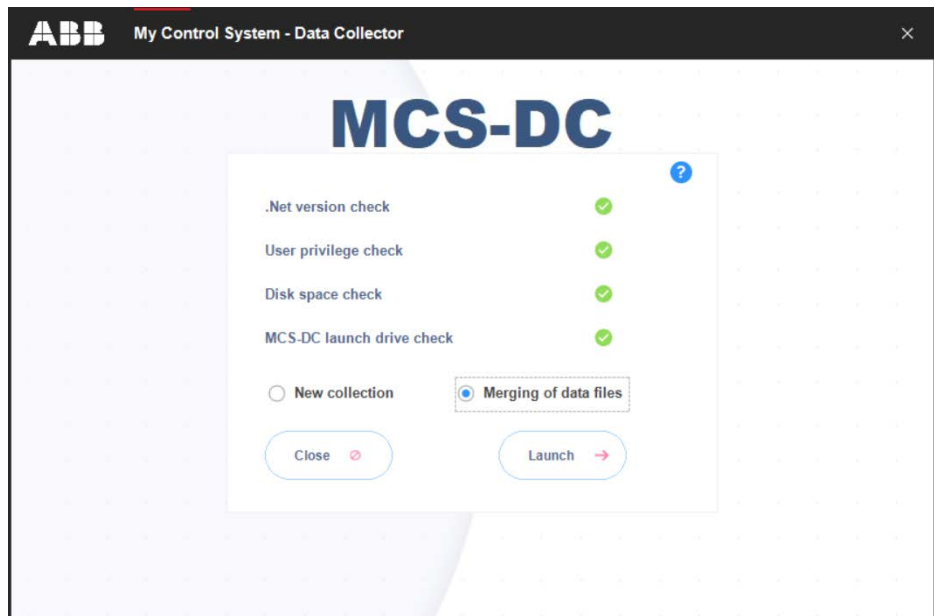 ABB My Control System - Data Collector
MCS-DC
?
.Net version check
User privilege check
Disk space check
MCS-DC launch drive check
New collection Merging of data files
Close Launch